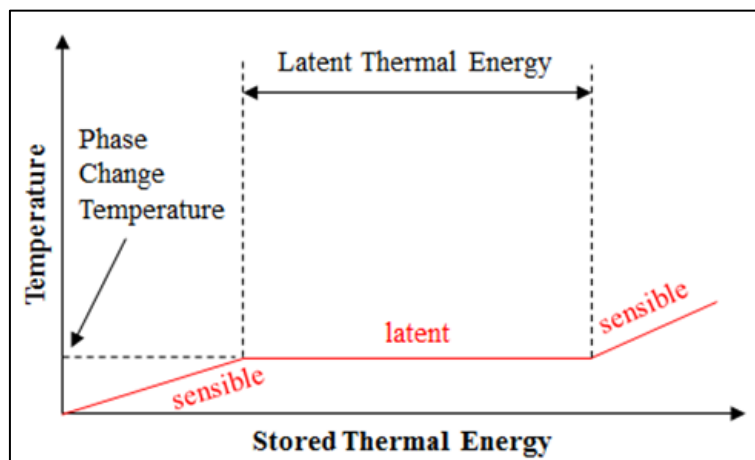 Latent Thermal Energy
Phase
Change
Temperature
Temperature
sensible
latent
sensible
Stored Thermal Energy